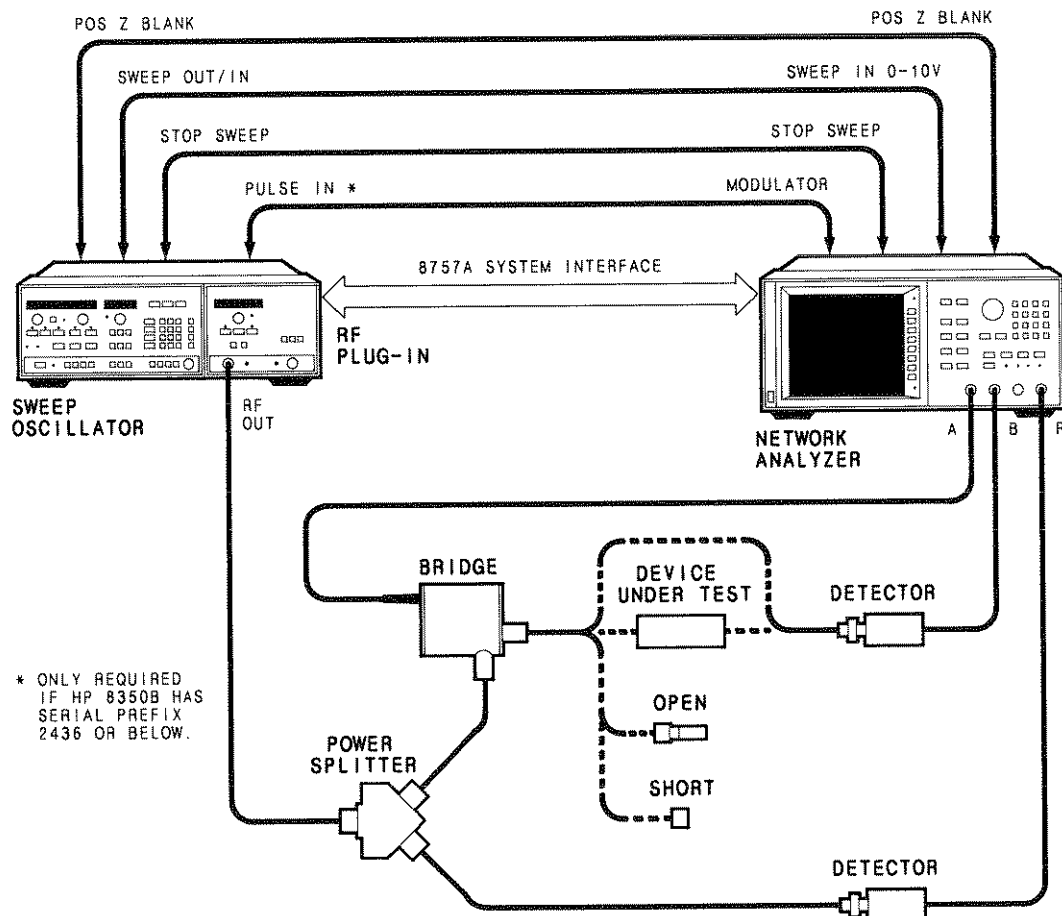 POS Z BLANK
POS Z BLANK
SWEEP OUT/IN
SWEEP IN 0-10V
STOP SWEEP
STOP SWEEP
PULSE IN *
MODULATOR
8757A SYSTEM INTERFACE
RF
PLUG-IN
SWEEP
OSCILLATOR
RF
OUT
NETWORK
ANALYZER
A
B
R
BRIDGE
DEVICE
UNDER TEST
DETECTOR
* ONLY REQUIRED
IF HP 8350B HAS
SERIAL PREFIX
2436 OR BELOW.
OPEN
POWER
SPLITTER
SHORT
DETECTOR